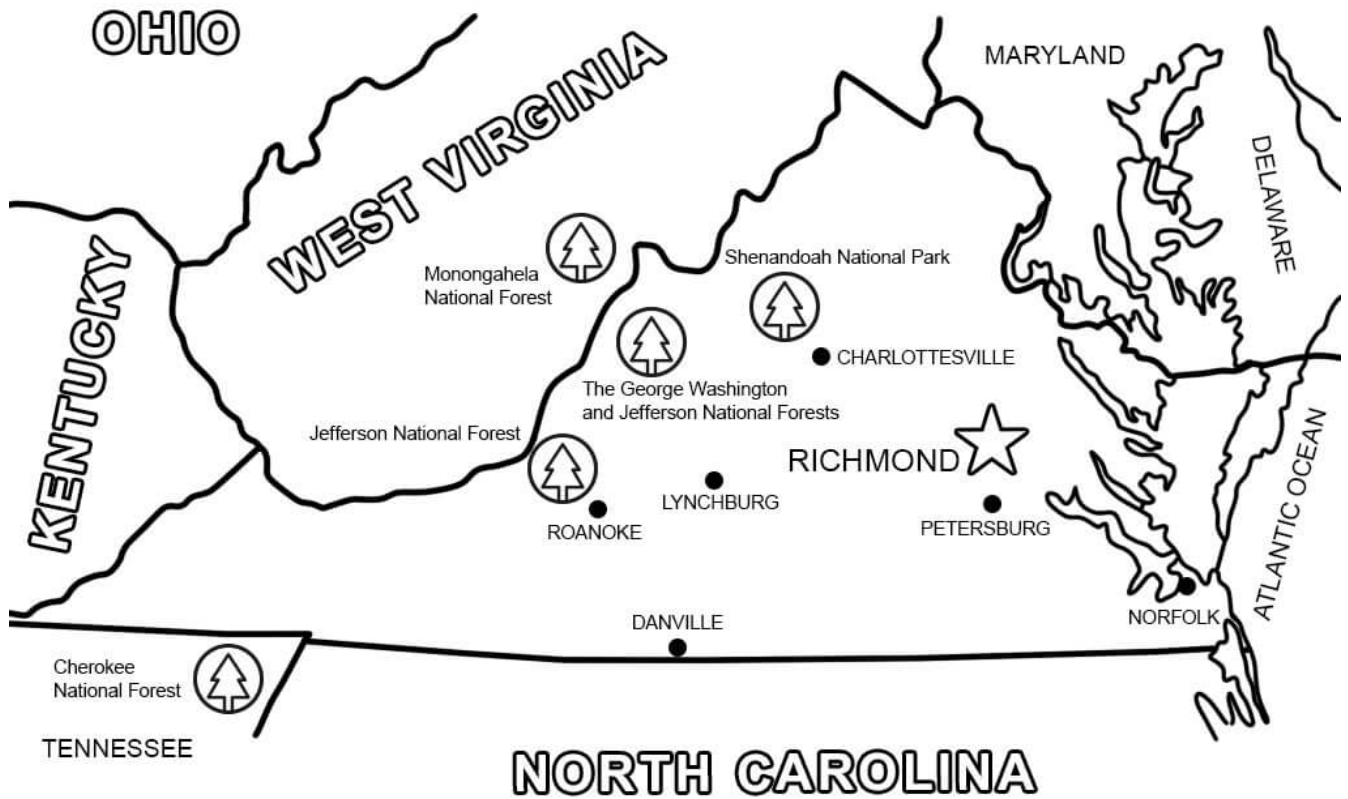 OHIO
MARYLAND
WEST VIRGINIA
DELAWARE
KENTUCKY
Monongahela
National Forest
Shenandoah National Park
CHARLOTTESVILLE
The George Washington
and Jefferson National Forests
Jefferson National Forest
RICHMOND
ATLANTIC OCEAN
LYNCHBURG
ROANOKE
PETERSBURG
NORFOLK
DANVILLE
Cherokee
National Forest
TENNESSEE
NORTH CAROLINA